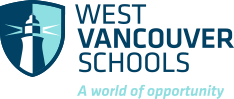 WEST
VANCOUVER
SCHOOLS
A world of opportunity